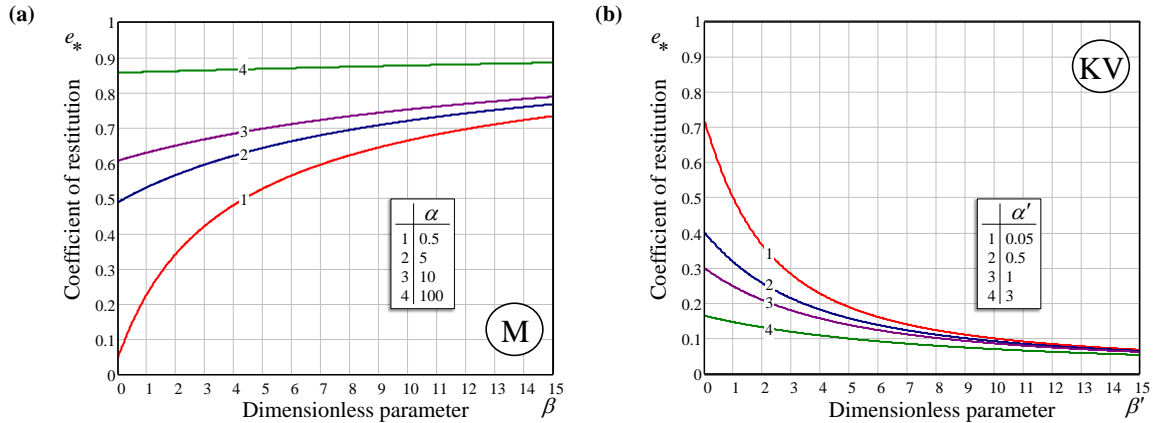 (a)
e*
Coefficient of restitution
1
0.9
0.8
0.7
0.6
0.5
0.4
0.3
0.2
0.1
0
4
3
2
1
α
1 0.5
2 5
3 10
4 100
M
0 1 2 3 4 5 6 7 8 9 10 11 12 13 14 15
Dimensionless parameter β
(b)
e*
Coefficient of restitution
1
0.9
0.8
0.7
0.6
0.5
0.4
0.3
0.2
0.1
0
KV
1
2
3
4
α′
1 0.05
2 0.5
3 1
4 3
0 1 2 3 4 5 6 7 8 9 10 11 12 13 14 15
Dimensionless parameter β′